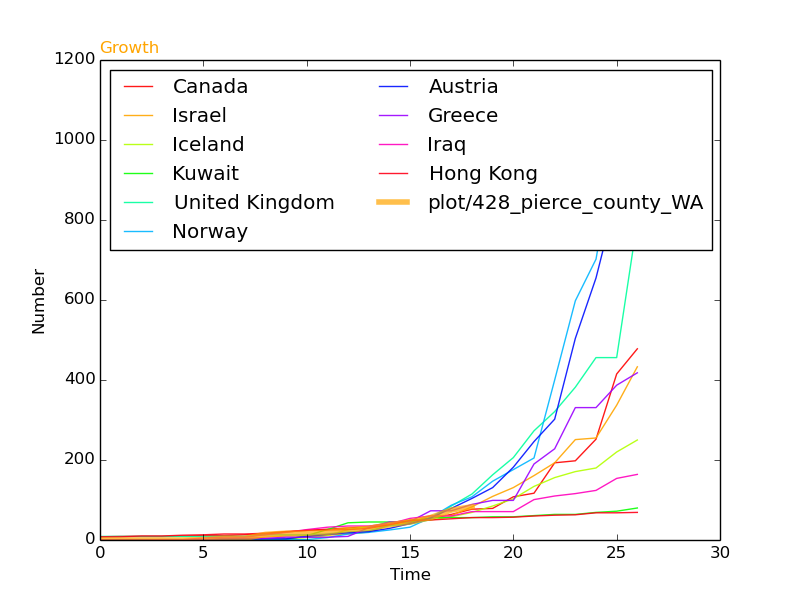 Growth
1200
1000
800
600
400
200
0
Number
Canada
Israel
Iceland
Kuwait
United Kingdom
Norway
Austria
Greece
Iraq
Hong Kong
plot/428_pierce_county_WA
0 5 10 15 20 25 30
Time